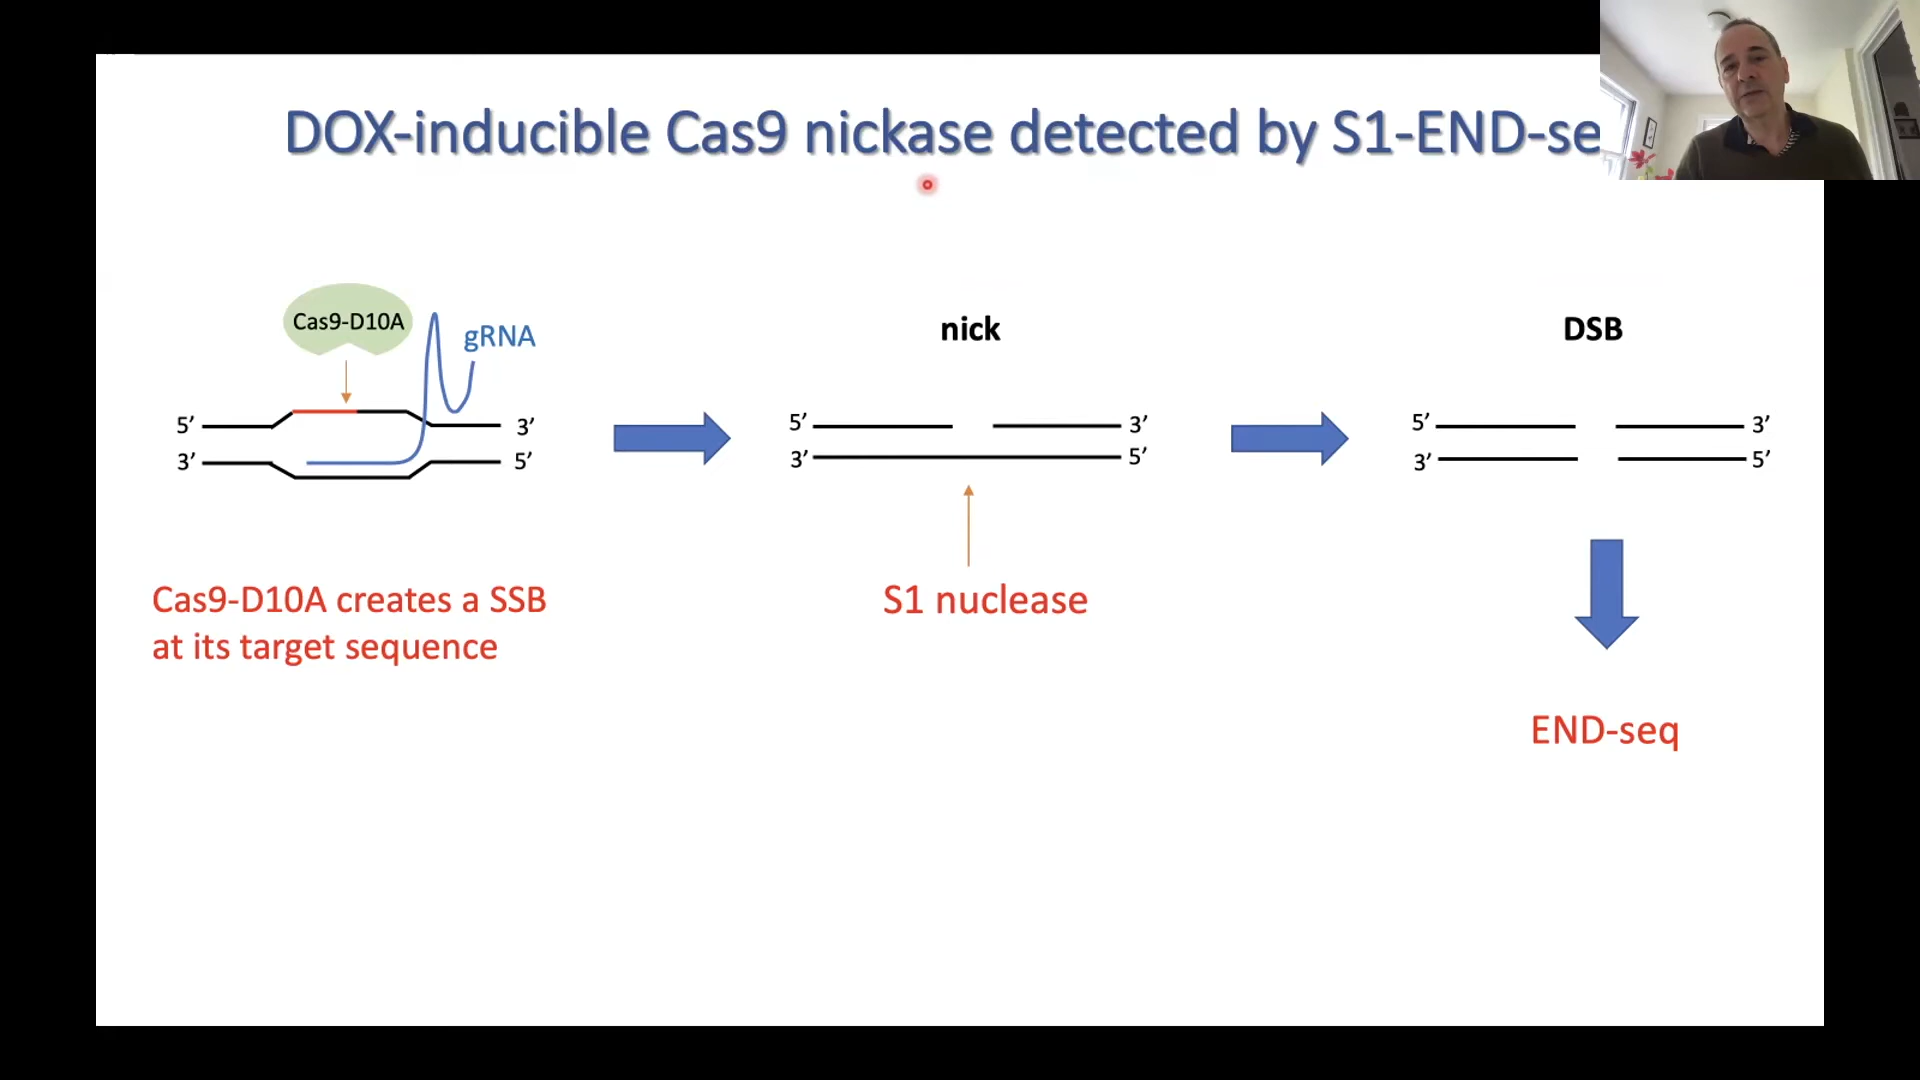 DOX-inducible Cas9 nickase detected by S1-END-se
Cas9-D10A
gRNA
5’ 3’
3’ 5’
nick
5’ 3’
3’ 5’
DSB
5’ 3’
3’ 5’
Cas9-D10A creates a SSB
at its target sequence
S1 nuclease
END-seq